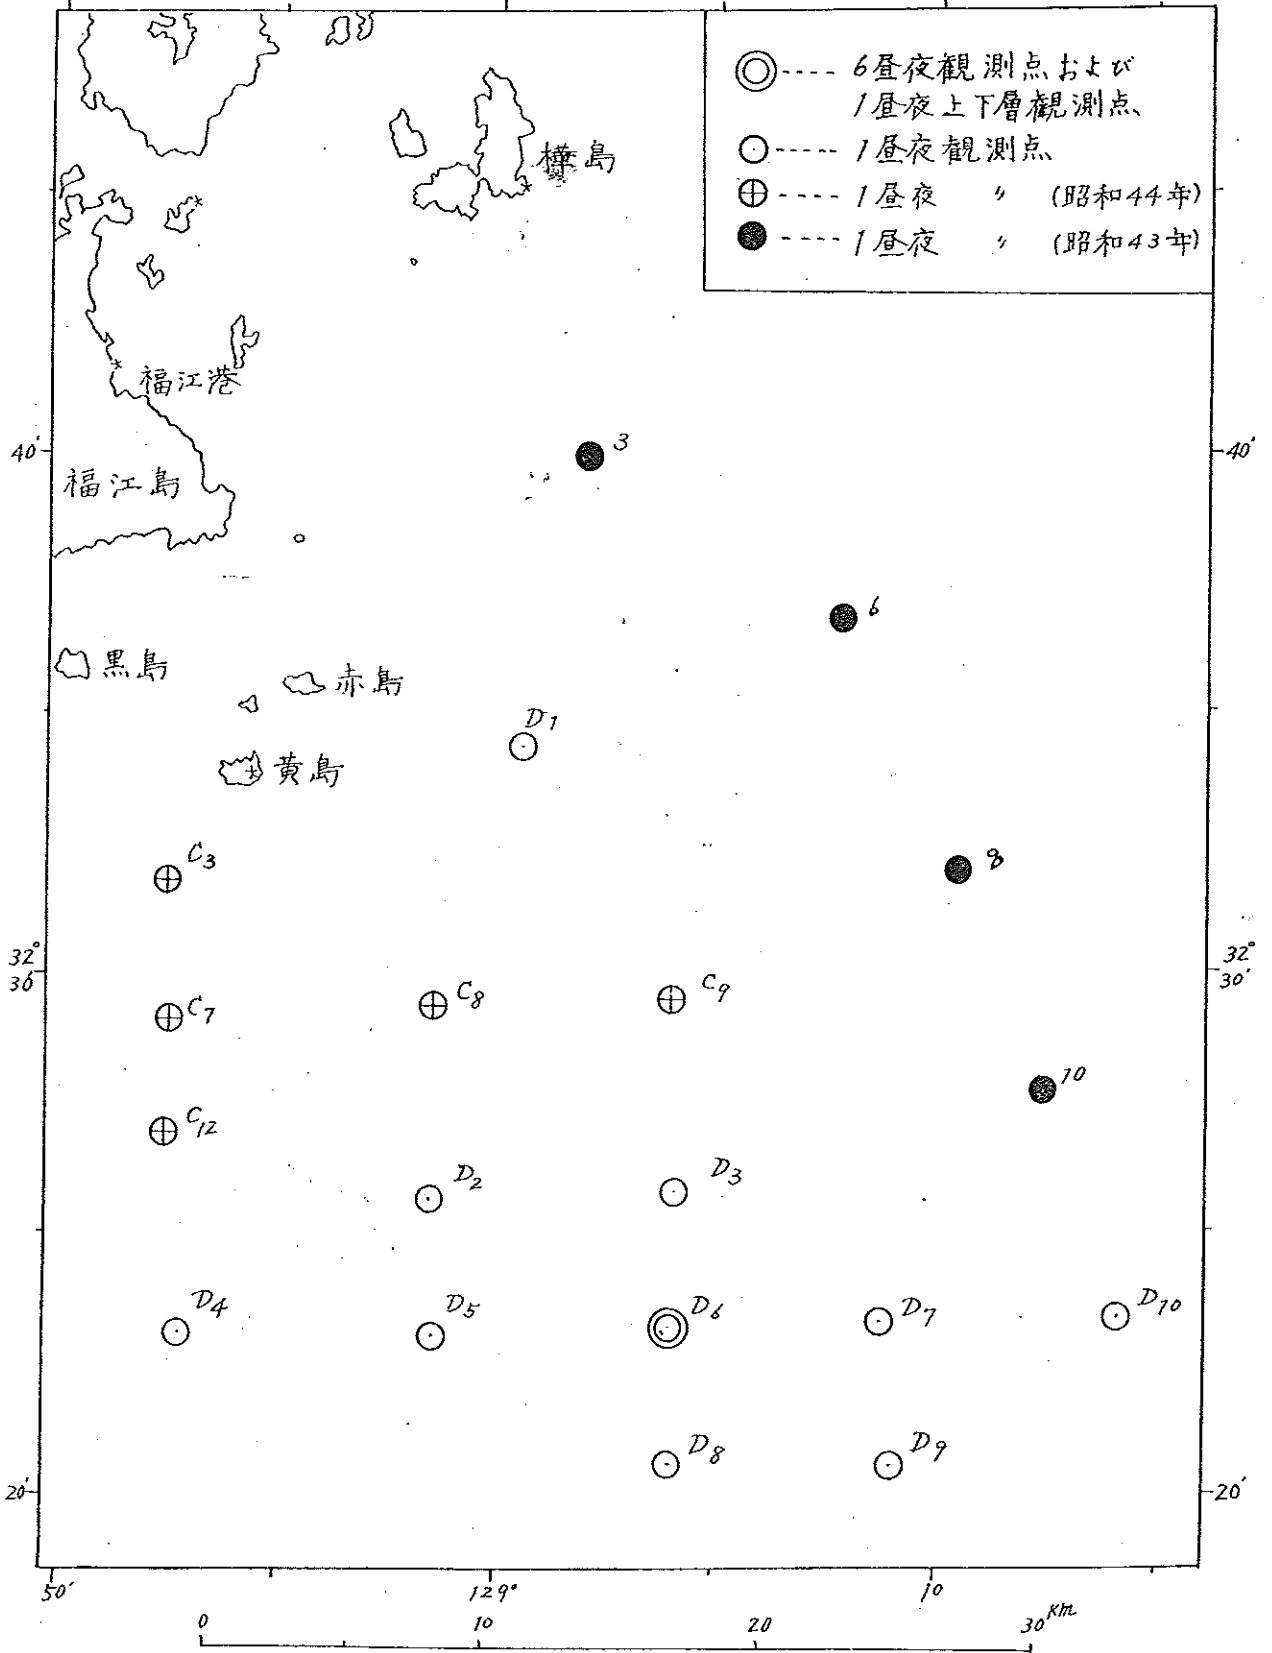 6昼夜観測点および
1昼夜上下層観測点、
1昼夜観測点、
1昼夜 〃 (昭和44年)
1昼夜 〃 (昭和43年)
樺島
福江港
40′
3
40′
福江島
6
黒島
赤島
D1
黄島
C3
8
32°
30′
32°
30′
C7
C8
C9
10
C12
D2
D3
D4
D5
D6
D7
D10
D8
D9
20′
20′
50′
129°
10
0
10
20
30 Km